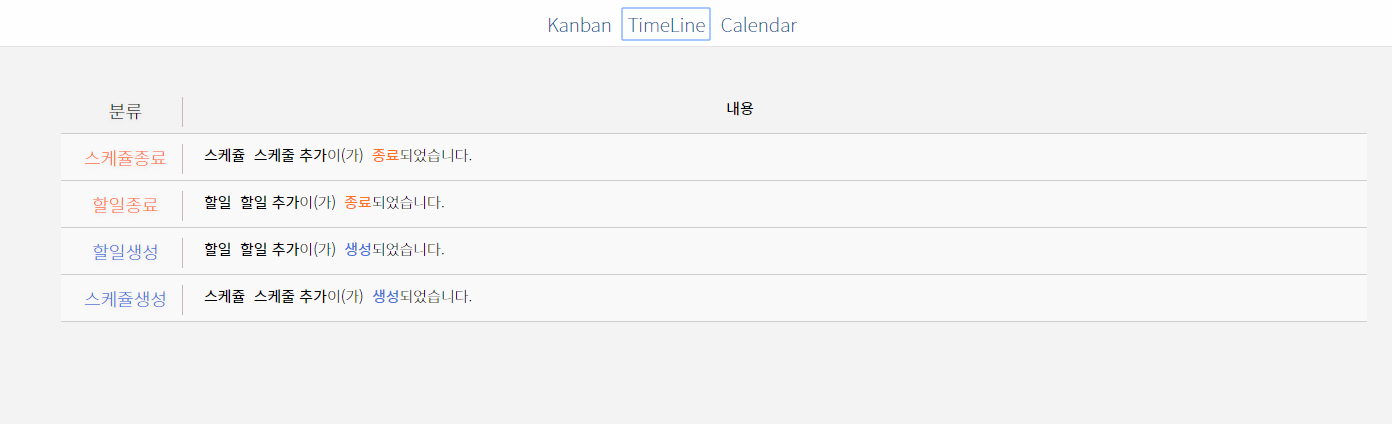 Kanban TimeLine Calendar
분류 내용
스케쥴종료 스케쥴 스케줄 추가이(가) 종료되었습니다.
할일종료 할일 할일 추가이(가) 종료되었습니다.
할일생성 할일 할일 추가이(가) 생성되었습니다.
스케쥴생성 스케쥴 스케줄 추가이(가) 생성되었습니다.